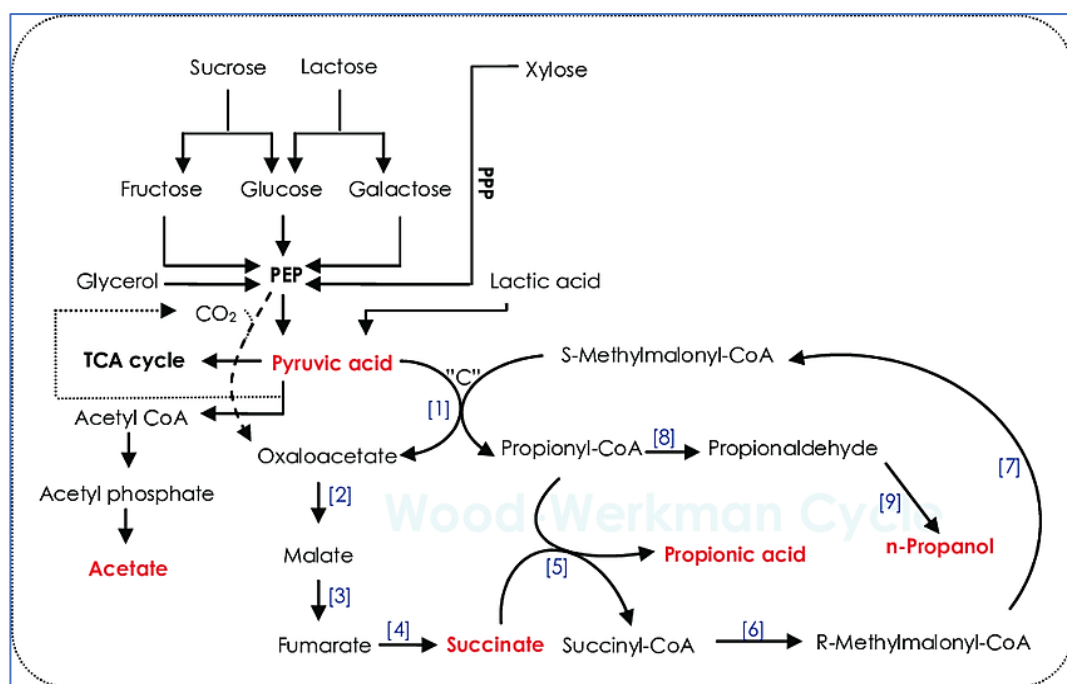 Sucrose
Lactose
Xylose
PPP
Fructose
Glucose
Galactose
Glycerol
PEP
Lactic acid
CO₂
TCA cycle
Pyruvic acid
"C"
S-Methylmalonyl-CoA
[1]
Acetyl CoA
Oxaloacetate
Propionyl-CoA
[8]
Propionaldehyde
[7]
[2]
[9]
Acetyl phosphate
Wood-Werkman Cycle
Malate
Propionic acid
n-Propanol
Acetate
[5]
[3]
Fumarate
[4]
Succinate
Succinyl-CoA
[6]
R-Methylmalonyl-CoA